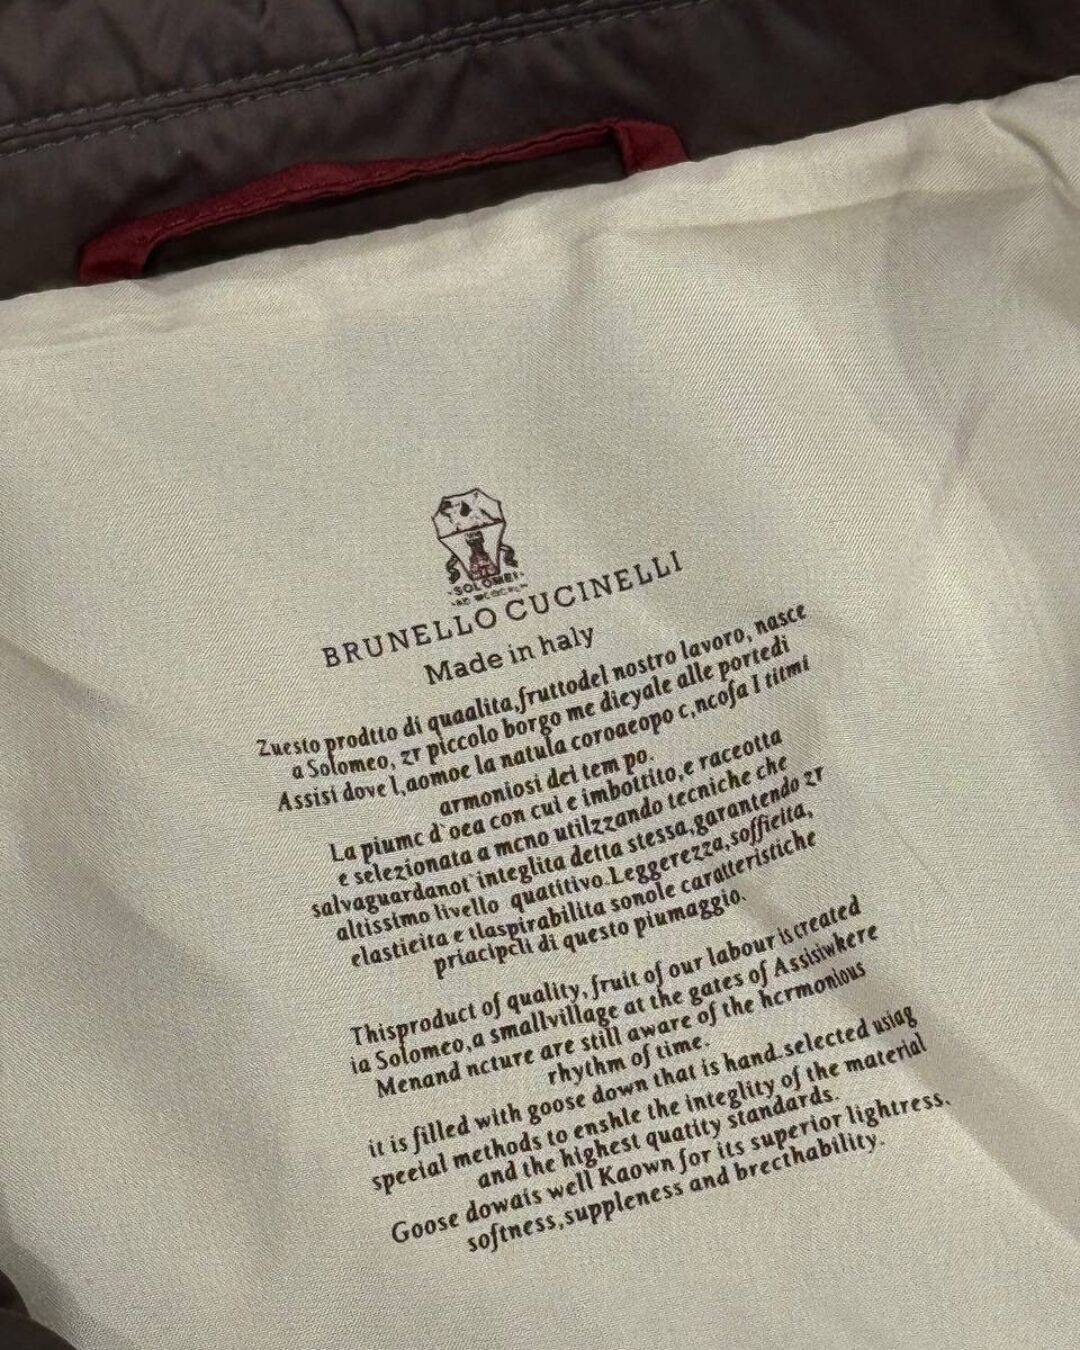 ·SOLOMEI·
BRUNELLO CUCINELLI
Made in haly
Zuesto prodtto di quaalita,fruttodel nostro lavoro, nasce
a Solomeo, zr piccolo borgo me dieyale alle portedi
Assisi dove l,aomoe la natula coroaeopo c,ncofa I titmi
armoniosi dei tem po.
La piumc d`oea con cui e imbottito,e raceotta
e selezionata a mcno utilzzando tecniche che
salvaguardanot`integlita detta stessa,garantendo zr
altissimo livello quatitivo.Leggerezza,soffieita,
elastieita e tlaspirabilita sonole caratteristiche
priacipcli di questo piumaggio.
Thisproduct of quality,fruit of our labour is created
ia Solomeo,a smallvillage at the gates of Assisiwkere
Menand ncture are still aware of the hcrmonious
rhythm of time.
it is filled with goose down that is hand-selected usiag
speeial methods to enshle the integlity of the material
and the highest quatity standards.
Goose dowais well Kaown for its superior lightress.
softness,suppleness and brecthability.